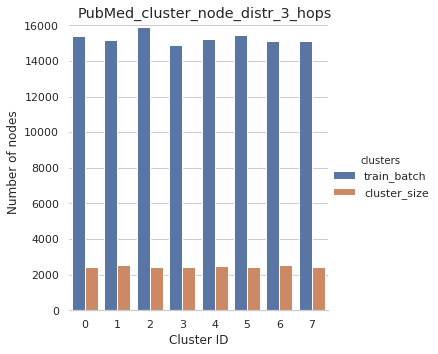 PubMed_cluster_node_distr_3_hops
16000
14000
12000
10000
8000
6000
4000
2000
0
Number of nodes
0 1 2 3 4 5 6 7
Cluster ID
clusters
train_batch
cluster_size